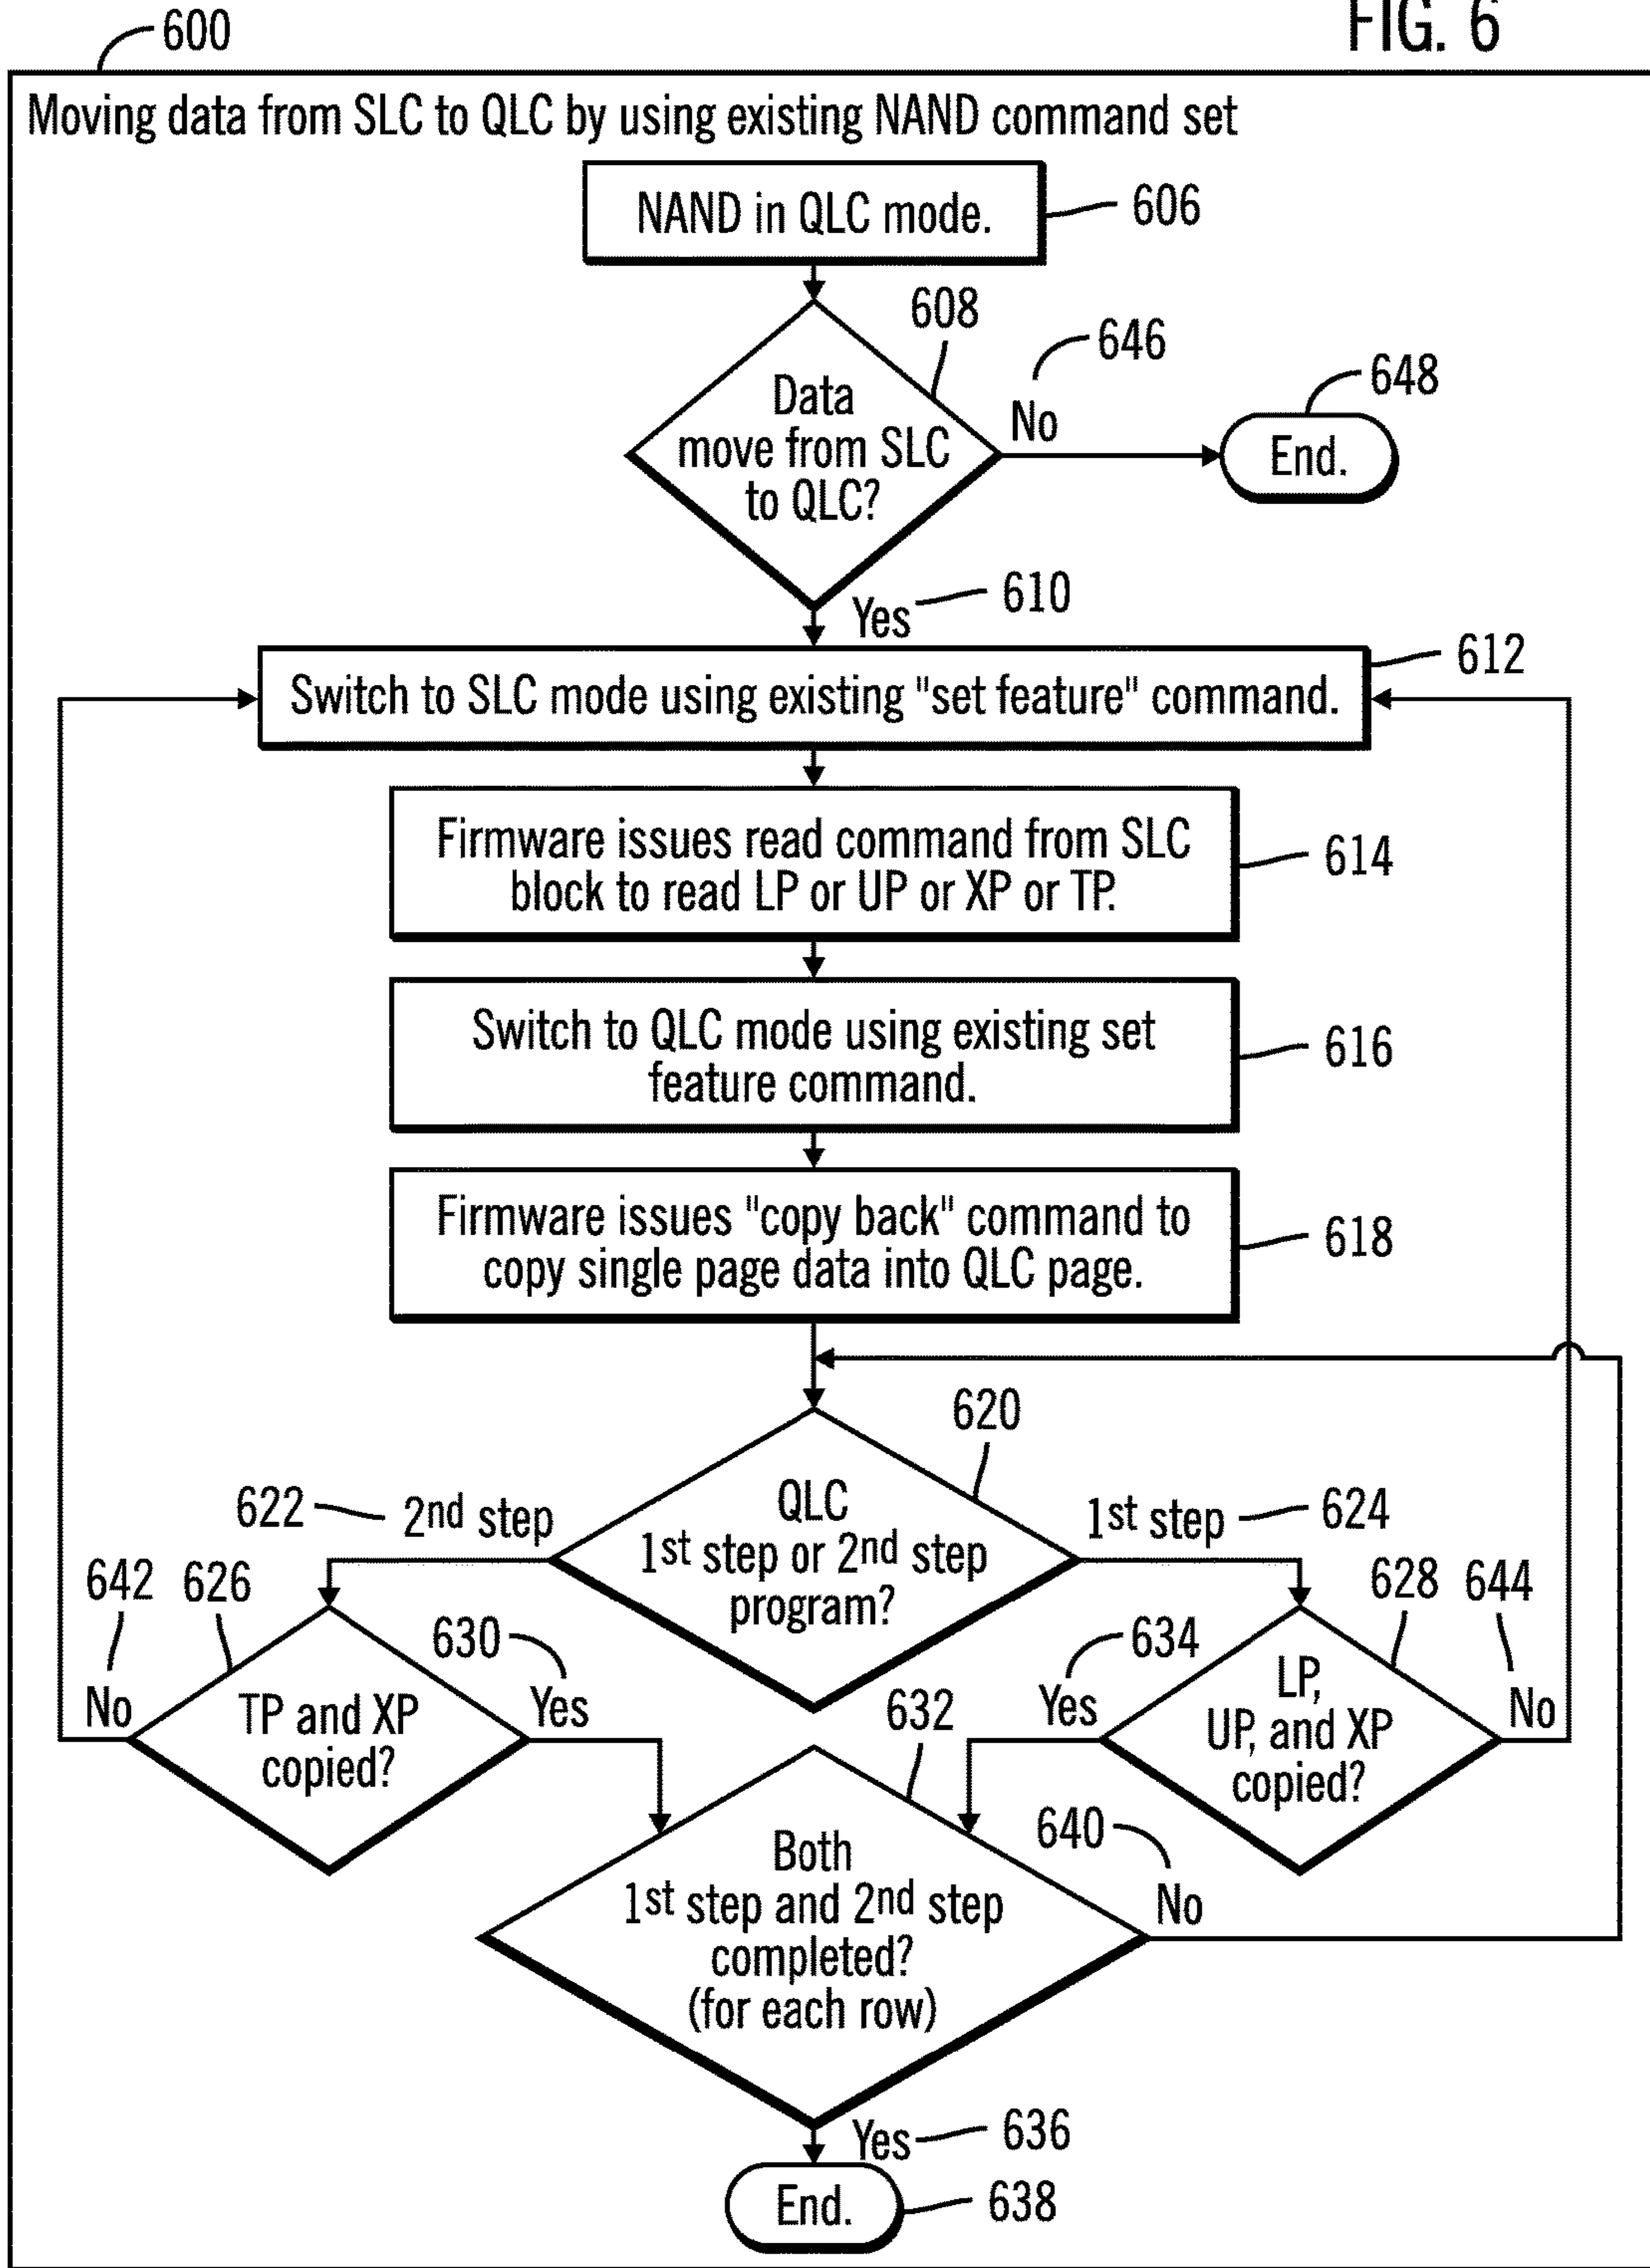 FIG. 6
600
Moving data from SLC to QLC by using existing NAND command set
NAND in QLC mode.
606
608
646
648
Data
move from SLC
to QLC?
No
End.
Yes
610
612
Switch to SLC mode using existing "set feature" command.
Firmware issues read command from SLC
block to read LP or UP or XP or TP.
614
Switch to QLC mode using existing set
feature command.
616
Firmware issues "copy back" command to
copy single page data into QLC page.
618
620
622
2nd step
QLC
1st step or 2nd step
program?
1st step
624
642
626
630
634
628
644
No
TP and XP
copied?
Yes
632
Yes
LP,
UP, and XP
copied?
No
640
Both
1st step and 2nd step
completed?
(for each row)
No
Yes
636
End.
638